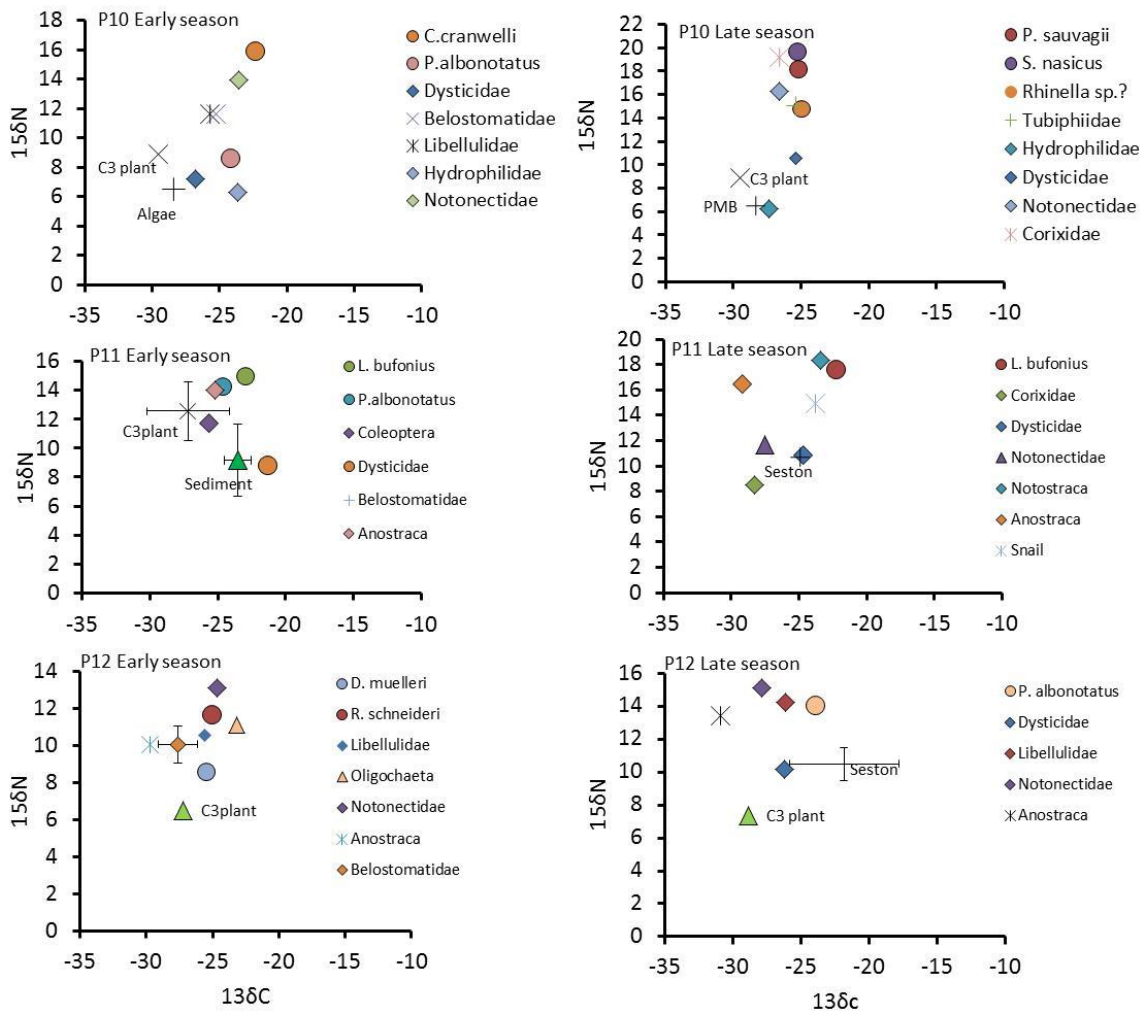 P10 Early season
18
16
14
12
10
8
6
4
2
0
15δN
C3 plant
Algae
-35 -30 -25 -20 -15 -10
C.cranwelli
P.albonotatus
Dysticidae
Belostomatidae
Libellulidae
Hydrophilidae
Notonectidae
P10 Late season
22
20
18
16
14
12
10
8
6
4
2
0
15δN
C3 plant
PMB
-35 -30 -25 -20 -15 -10
P. sauvagii
S. nasicus
Rhinella sp.?
Tubiphiidae
Hydrophilidae
Dysticidae
Notonectidae
Corixidae
P11 Early season
16
14
12
10
8
6
4
2
0
15δN
C3plant
Sediment
-35 -30 -25 -20 -15 -10
L. bufonius
P.albonotatus
Coleoptera
Dysticidae
Belostomatidae
Anostraca
P11 Late season
20
18
16
14
12
10
8
6
4
2
0
15δN
Seston
-35 -30 -25 -20 -15 -10
L. bufonius
Corixidae
Dysticidae
Notonectidae
Notostraca
Anostraca
Snail
P12 Early season
14
12
10
8
6
4
2
0
15δN
C3plant
-35 -30 -25 -20 -15 -10
13δC
D. muelleri
R. schneideri
Libellulidae
Oligochaeta
Notonectidae
Anostraca
Belostomatidae
P12 Late season
16
14
12
10
8
6
4
2
0
15δN
Seston
C3 plant
-35 -30 -25 -20 -15 -10
13δc
P. albonotatus
Dysticidae
Libellulidae
Notonectidae
Anostraca